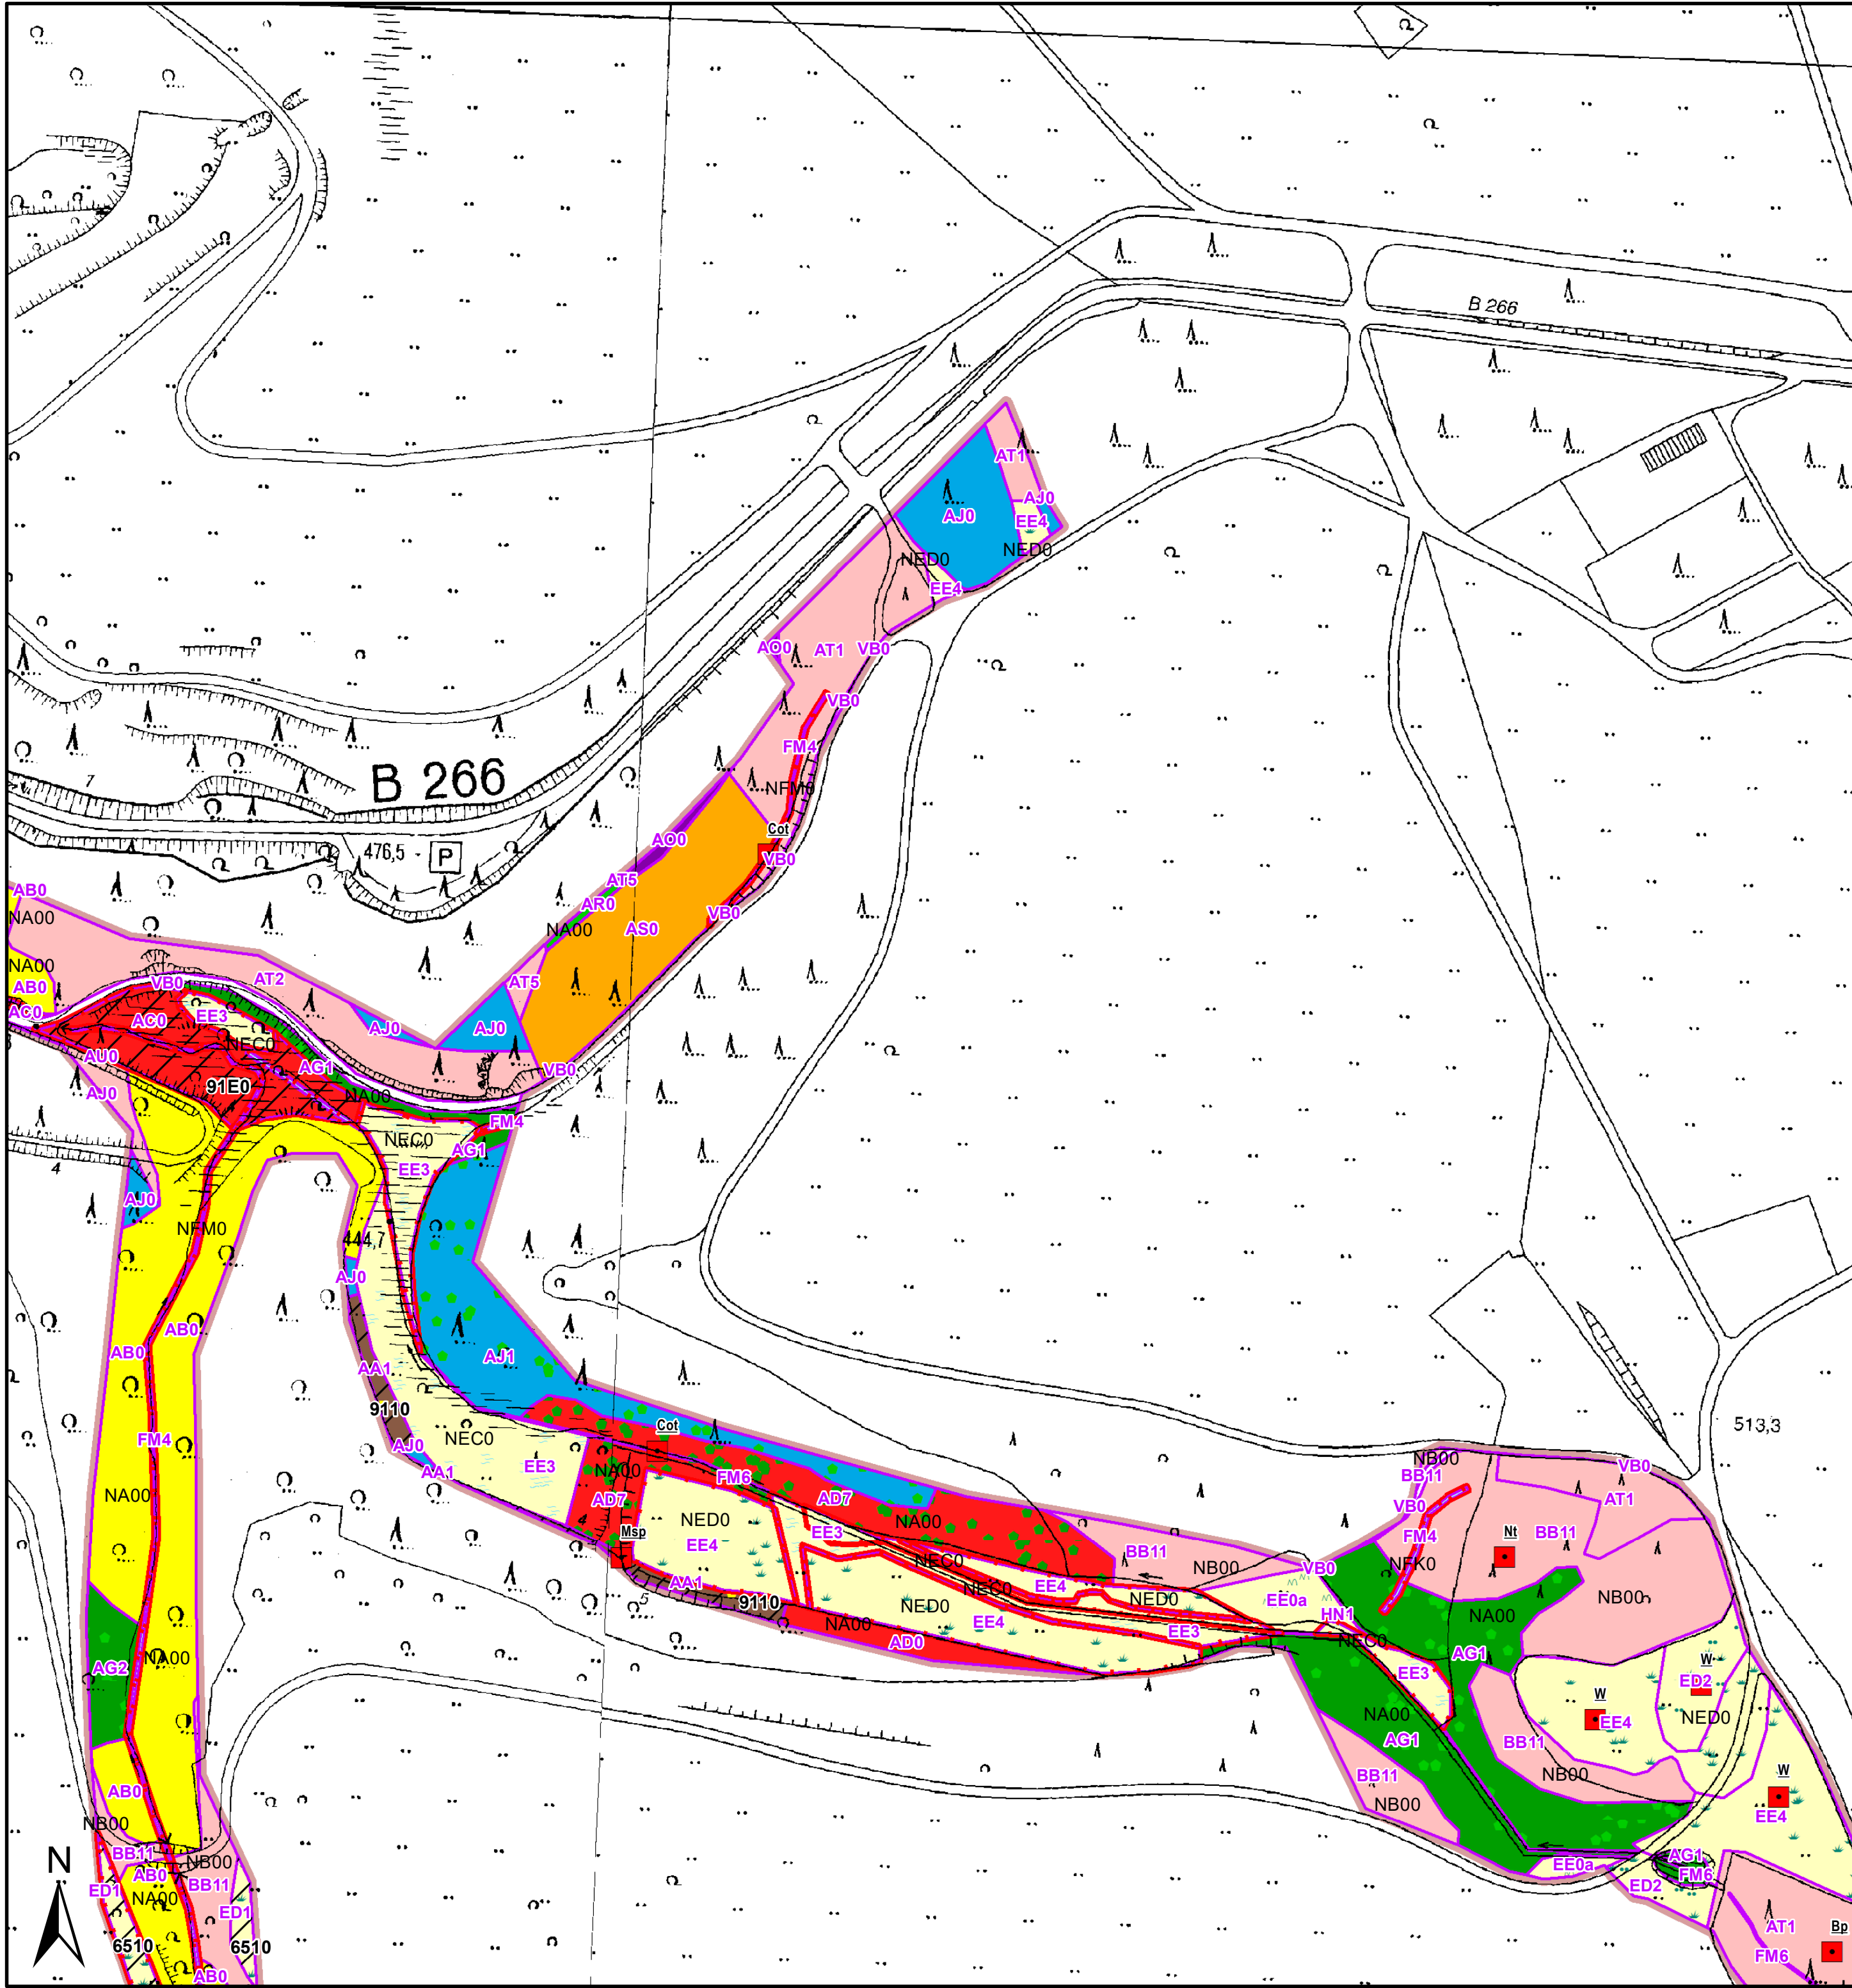 B 266
AT1
AJ0
AJ0
EE4
NED0
NED0
EE4
AO0
AT1
VB0
VB0
FM4
NFM0
7
B 266
Cot
AO0
VB0
476,5
P
AT5
AR0
VB0
AB0
NA00
NA00
AS0
NA00
AB0
VB0
AT2
AT5
AC0
AC0
EE3
AJ0
AJ0
NEC0
AU0
AG1
VB0
91E0
AJ0
NA00
FM4
NEC0
AG1
4
EE3
AJ0
NFM0
444,7
AJ0
AB0
AB0
AJ1
AA1
9110
513,3
Cot
FM4
NEC0
AJ0
AA1
EE3
NA00
FM6
NB00
BB11
VB0
NA00
AD7
AD7
VB0
AT1
Msp
NED0
EE3
NA00
FM4
Nt
BB11
EE4
NEC0
BB11
NB00
NFK0
AA1
EE4
NEC0
VB0
9110
5
NED0
NED0
EE0a
NB00
NA00
EE4
EE3
HN1
NA00
AD0
NEC0
AG1
NA00
AG2
EE3
W
ED2
W
EE4
NED0
NA00
AG1
BB11
BB11
NB00
W
AB0
NB00
EE4
NB00
BB11
NB00
AG1
N
AB0
BB11
EE0a
FM6
ED1
NA00
ED2
ED1
AT1
Bp
6510
6510
FM6
AB0